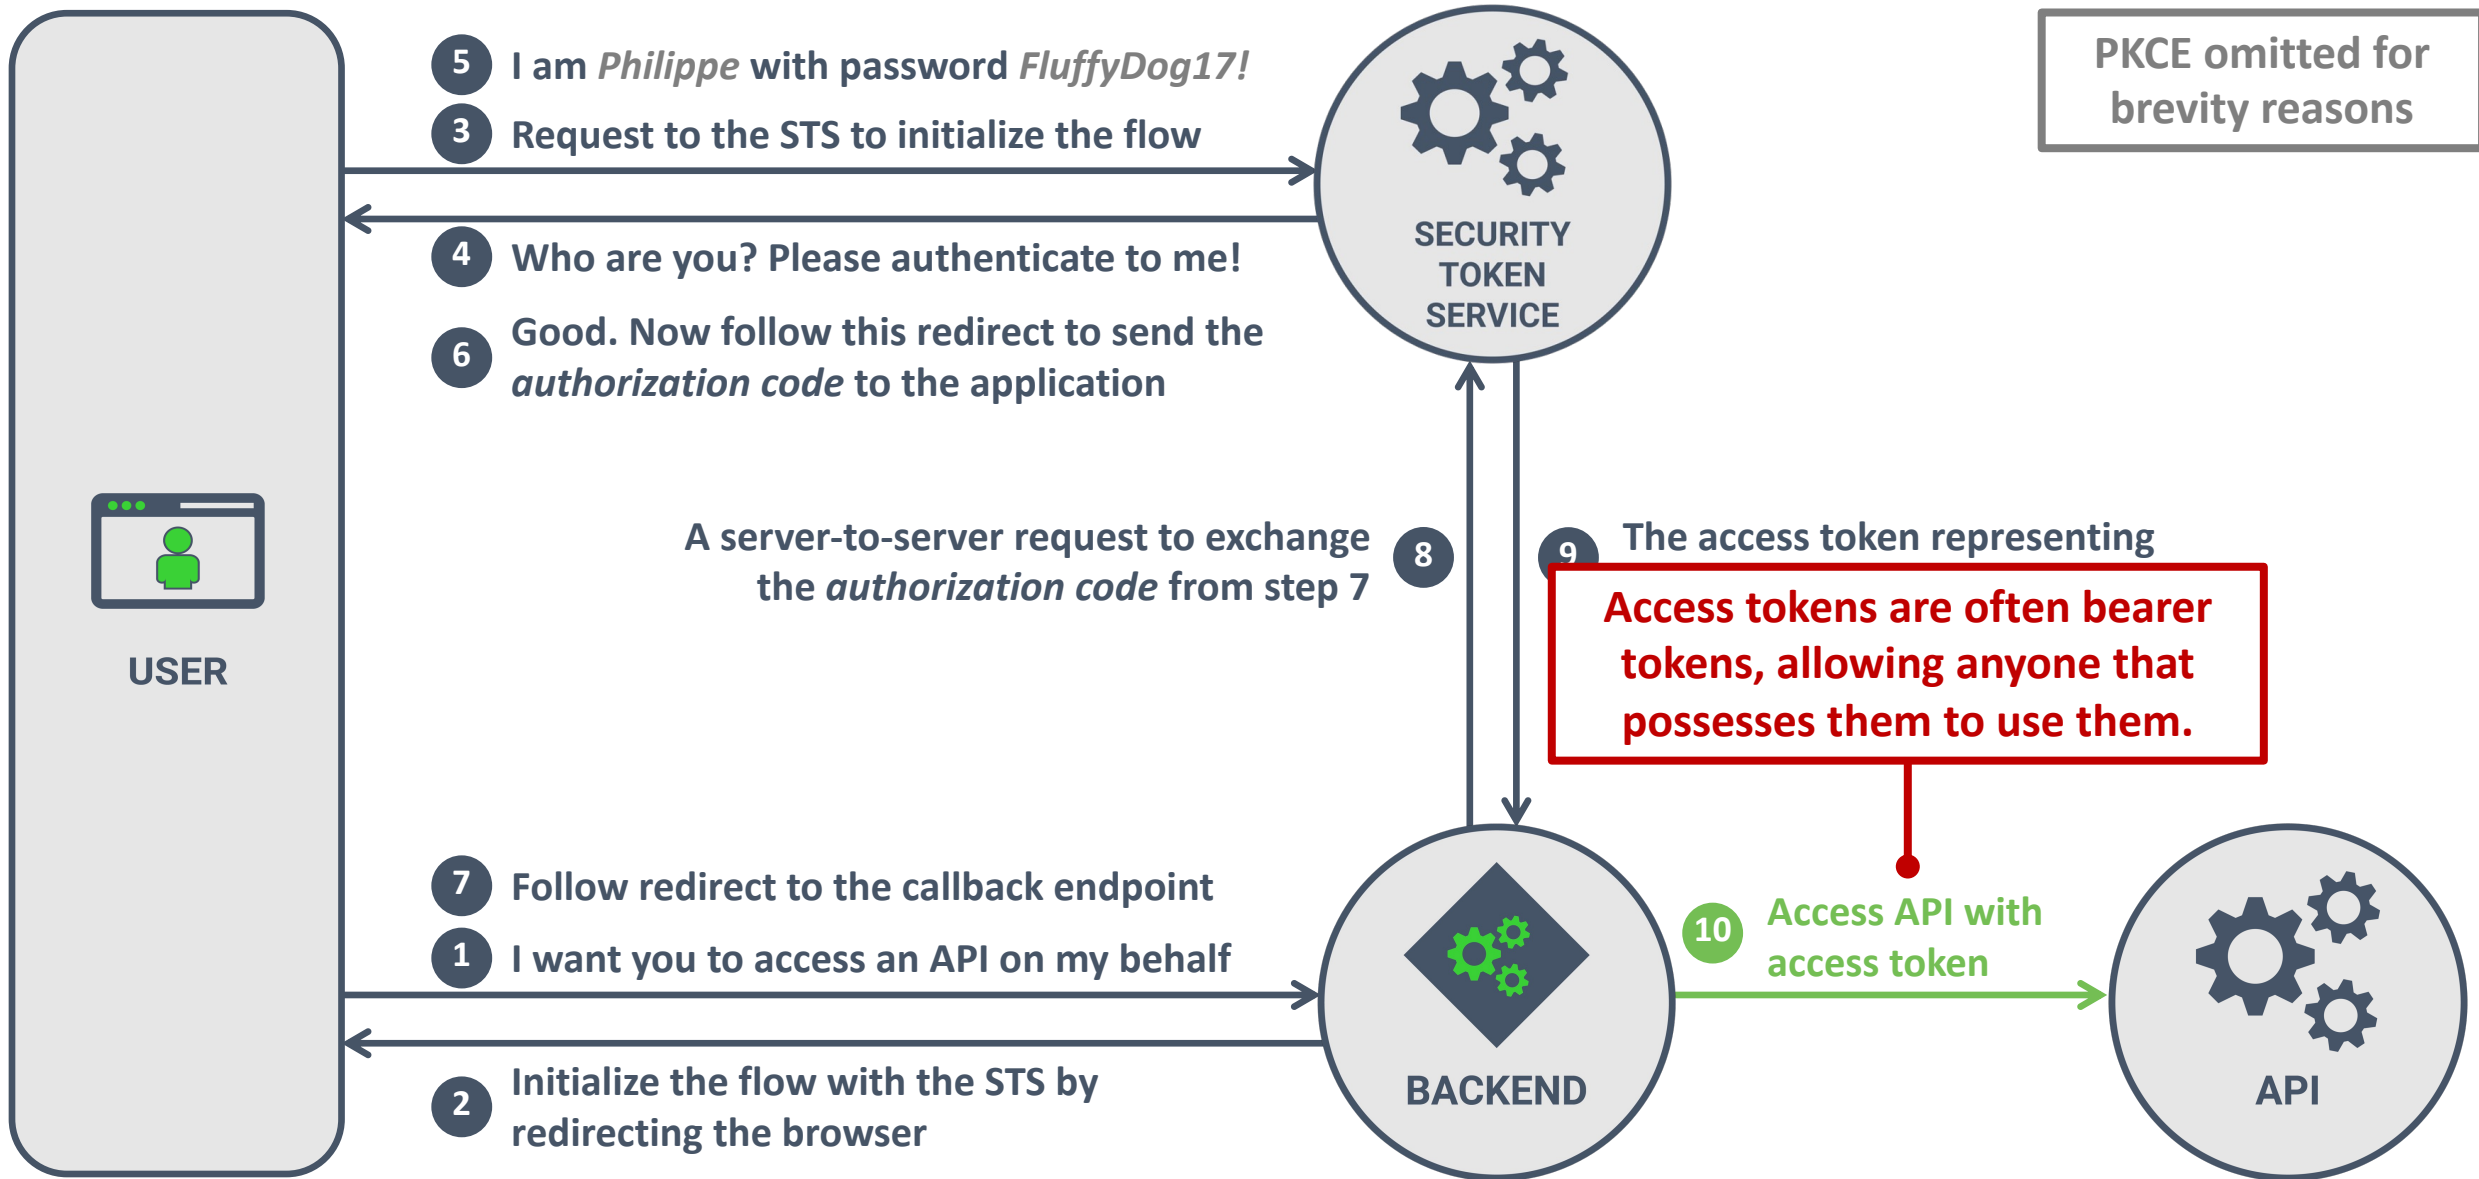 5 I am Philippe with password FluffyDog17!
3 Request to the STS to initialize the flow
4 Who are you? Please authenticate to me!
6 Good. Now follow this redirect to send the
authorization code to the application
PKCE omitted for
brevity reasons
SECURITY
TOKEN
SERVICE
USER
A server-to-server request to exchange
the authorization code from step 7
8
9 The access token representing
Access tokens are often bearer
tokens, allowing anyone that
possesses them to use them.
7 Follow redirect to the callback endpoint
1 I want you to access an API on my behalf
2 Initialize the flow with the STS by
redirecting the browser
BACKEND
10 Access API with
access token
API